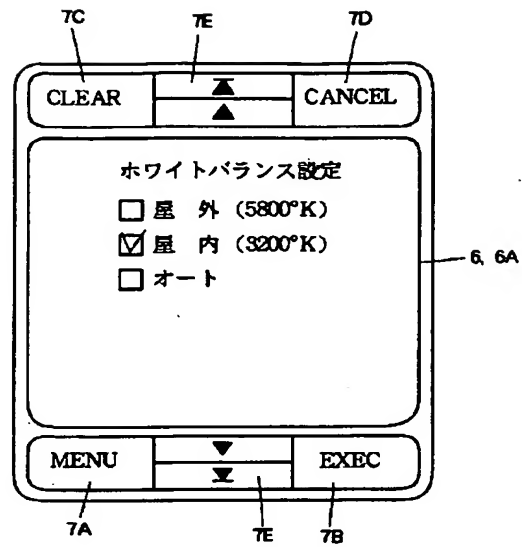 7C 7E 7D
CLEAR CANCEL
ホワイトバランス設定
屋 外 (5800°K)
屋 内 (3200°K)
オート
6, 6A
MENU EXEC
7A 7E 7B